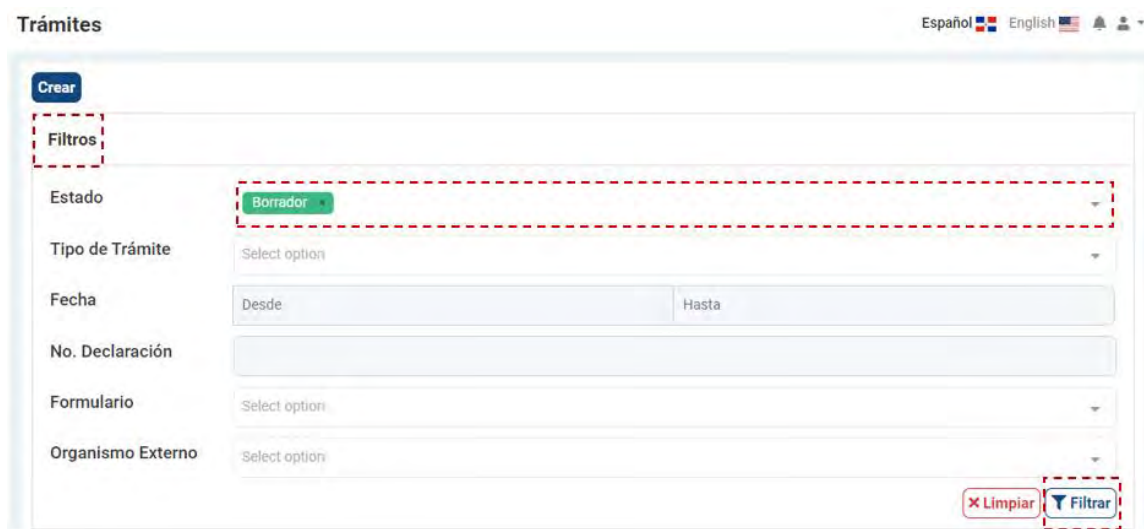 Trámites
Español English
Crear
Filtros
Estado Borrador ×
Tipo de Trámite Select option
Fecha Desde Hasta
No. Declaración
Formulario Select option
Organismo Externo Select option
× Limpiar Filtrar